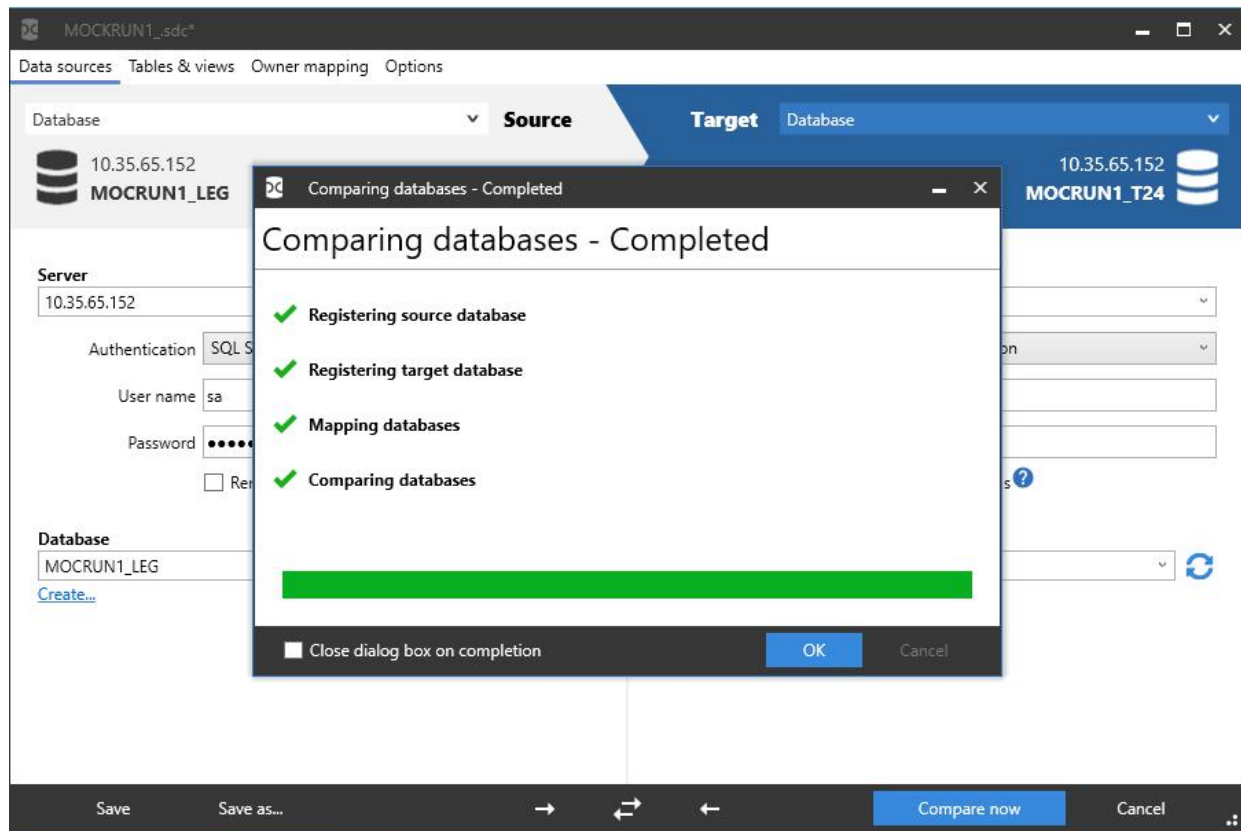 MOCKRUN1_.sdc*
Data sources Tables & views Owner mapping Options
Database Source Target Database
10.35.65.152
MOCRUN1_LEG
10.35.65.152
MOCRUN1_T24
Comparing databases - Completed
Comparing databases - Completed
Registering source database
Registering target database
Mapping databases
Comparing databases
Close dialog box on completion OK Cancel
Server
10.35.65.152
Authentication SQL S
on
User name sa
Password
Rer
s ?
Database
MOCRUN1_LEG
Create...
Save Save as... Compare now Cancel